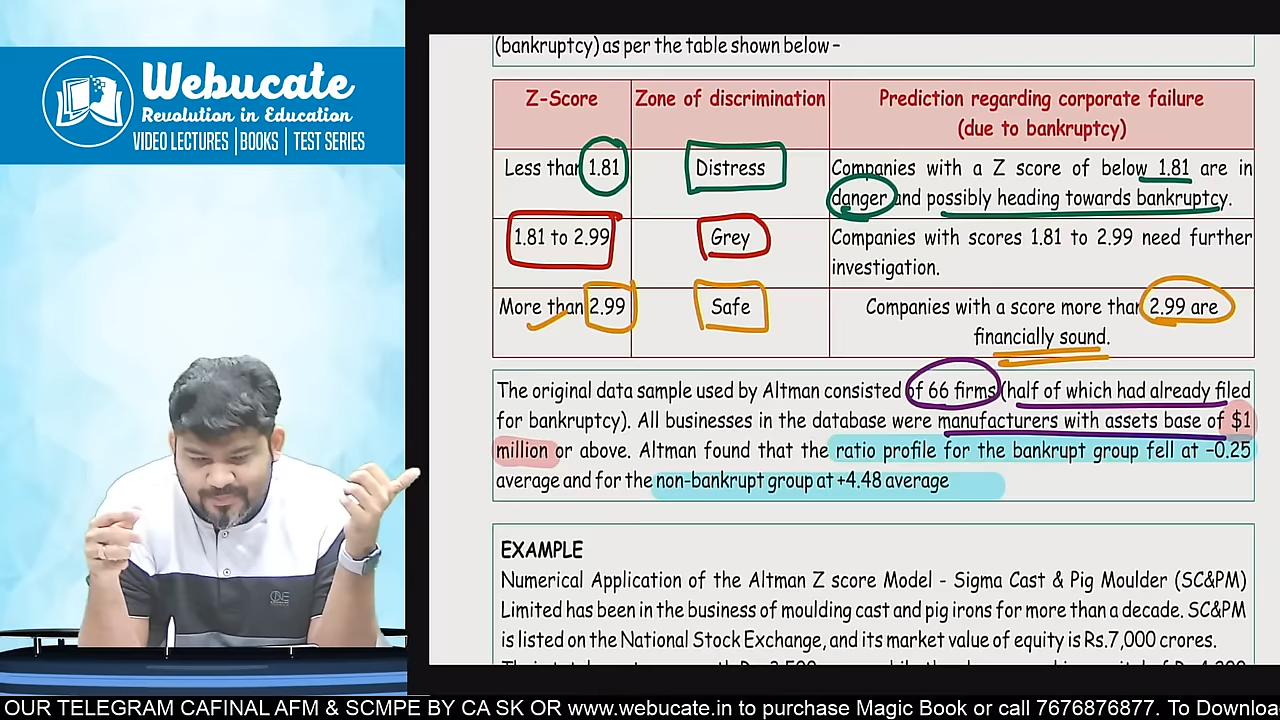 Webucate
Revolution in Education
VIDEO LECTURES | BOOKS | TEST SERIES
(bankruptcy) as per the table shown below –
Z-Score Zone of discrimination Prediction regarding corporate failure
(due to bankruptcy)
Less than 1.81 Distress Companies with a Z score of below 1.81 are in
danger and possibly heading towards bankruptcy.
1.81 to 2.99 Grey Companies with scores 1.81 to 2.99 need further
investigation.
More than 2.99 Safe Companies with a score more than 2.99 are
financially sound.
The original data sample used by Altman consisted of 66 firms (half of which had already filed
for bankruptcy). All businesses in the database were manufacturers with assets base of $1
million or above. Altman found that the ratio profile for the bankrupt group fell at –0.25
average and for the non-bankrupt group at +4.48 average
EXAMPLE
Numerical Application of the Altman Z score Model - Sigma Cast & Pig Moulder (SC&PM)
Limited has been in the business of moulding cast and pig irons for more than a decade. SC&PM
is listed on the National Stock Exchange, and its market value of equity is Rs.7,000 crores.
OUR TELEGRAM CAFINAL AFM & SCMPE BY CA SK OR www.webucate.in to purchase Magic Book or call 7676876877. To Downloa